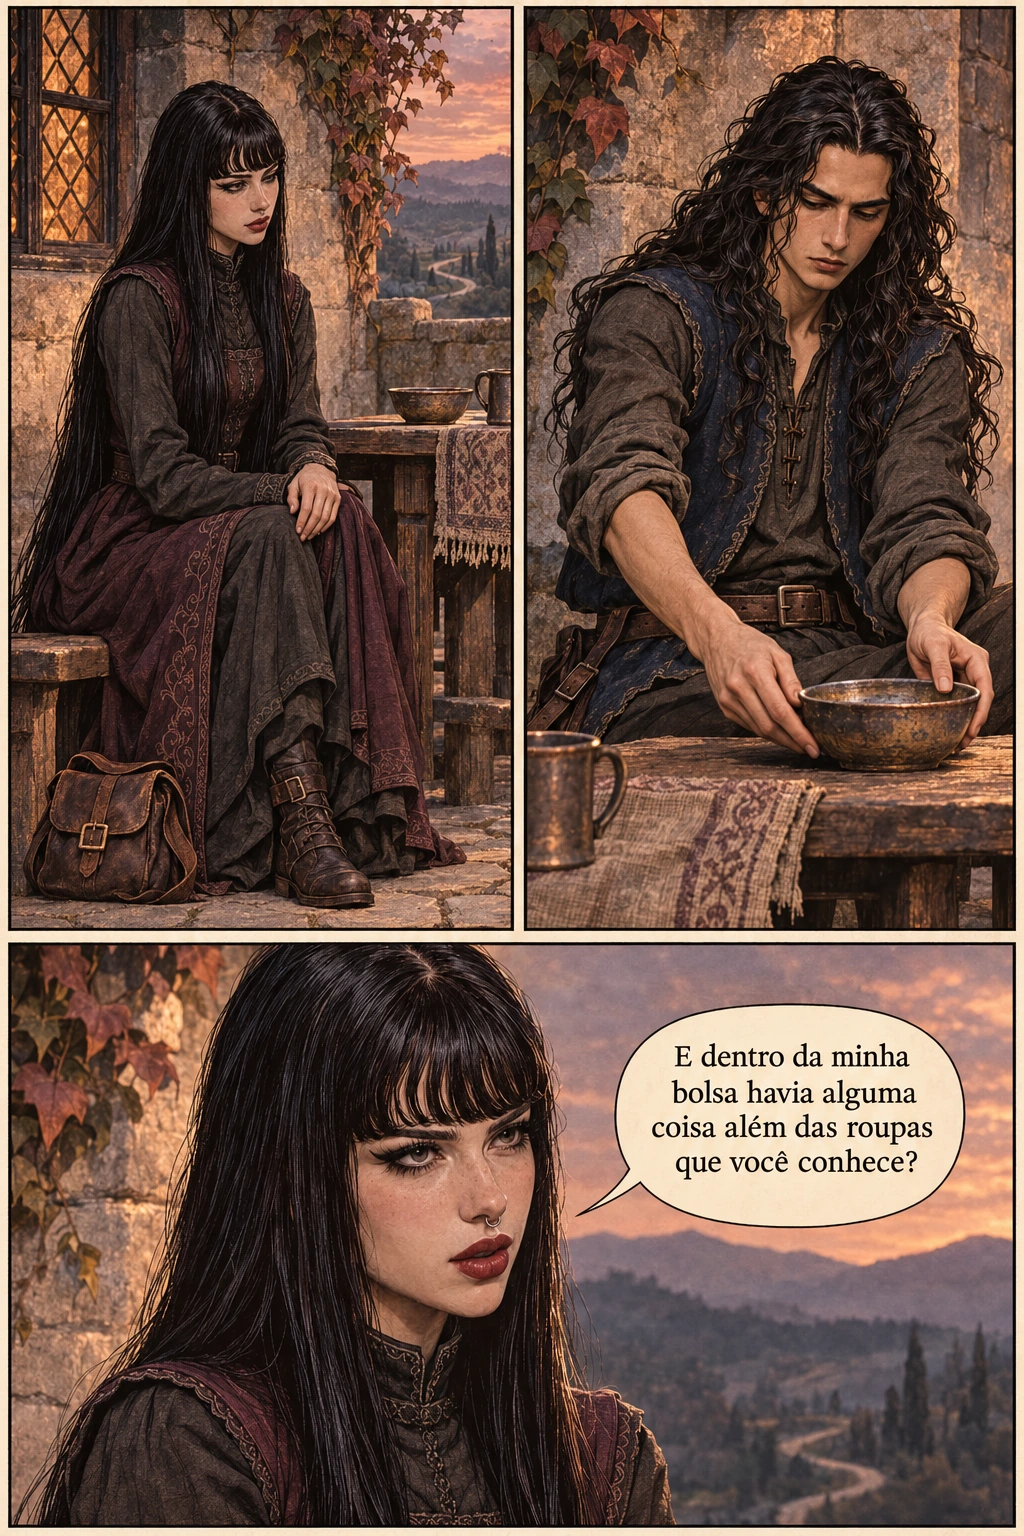 E dentro da minha
bolsa havia alguma
coisa além das roupas
que você conhece?